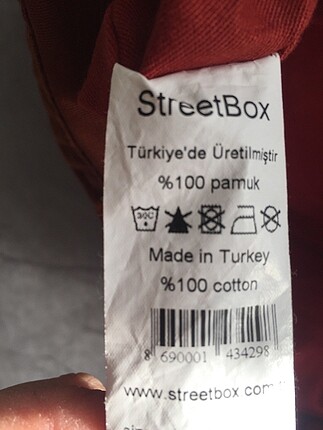 StreetBox
Türkiye'de Üretilmiştir
%100 pamuk
30C
Made in Turkey
%100 cotton
8 690001 434298
www.streetbox.com